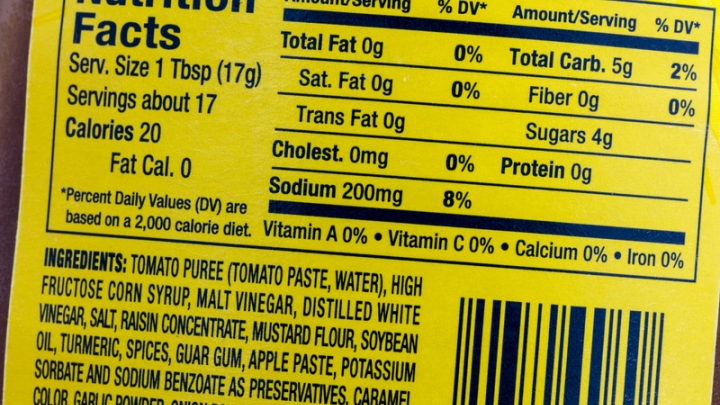 Nutrition
Facts
Serv. Size 1 Tbsp (17g)
Servings about 17
Calories 20
Fat Cal. 0
*Percent Daily Values (DV) are
based on a 2,000 calorie diet.
Amount/Serving % DV* Amount/Serving % DV*
Total Fat 0g 0% Total Carb. 5g 2%
Sat. Fat 0g 0% Fiber 0g 0%
Trans Fat 0g Sugars 4g
Cholest. 0mg 0% Protein 0g
Sodium 200mg 8%
Vitamin A 0% • Vitamin C 0% • Calcium 0% • Iron 0%
INGREDIENTS: TOMATO PUREE (TOMATO PASTE, WATER), HIGH
FRUCTOSE CORN SYRUP, MALT VINEGAR, DISTILLED WHITE
VINEGAR, SALT, RAISIN CONCENTRATE, MUSTARD FLOUR, SOYBEAN
OIL, TURMERIC, SPICES, GUAR GUM, APPLE PASTE, POTASSIUM
SORBATE AND SODIUM BENZOATE AS PRESERVATIVES, CARAMEL
COLOR, GARLIC POWDER, ONION